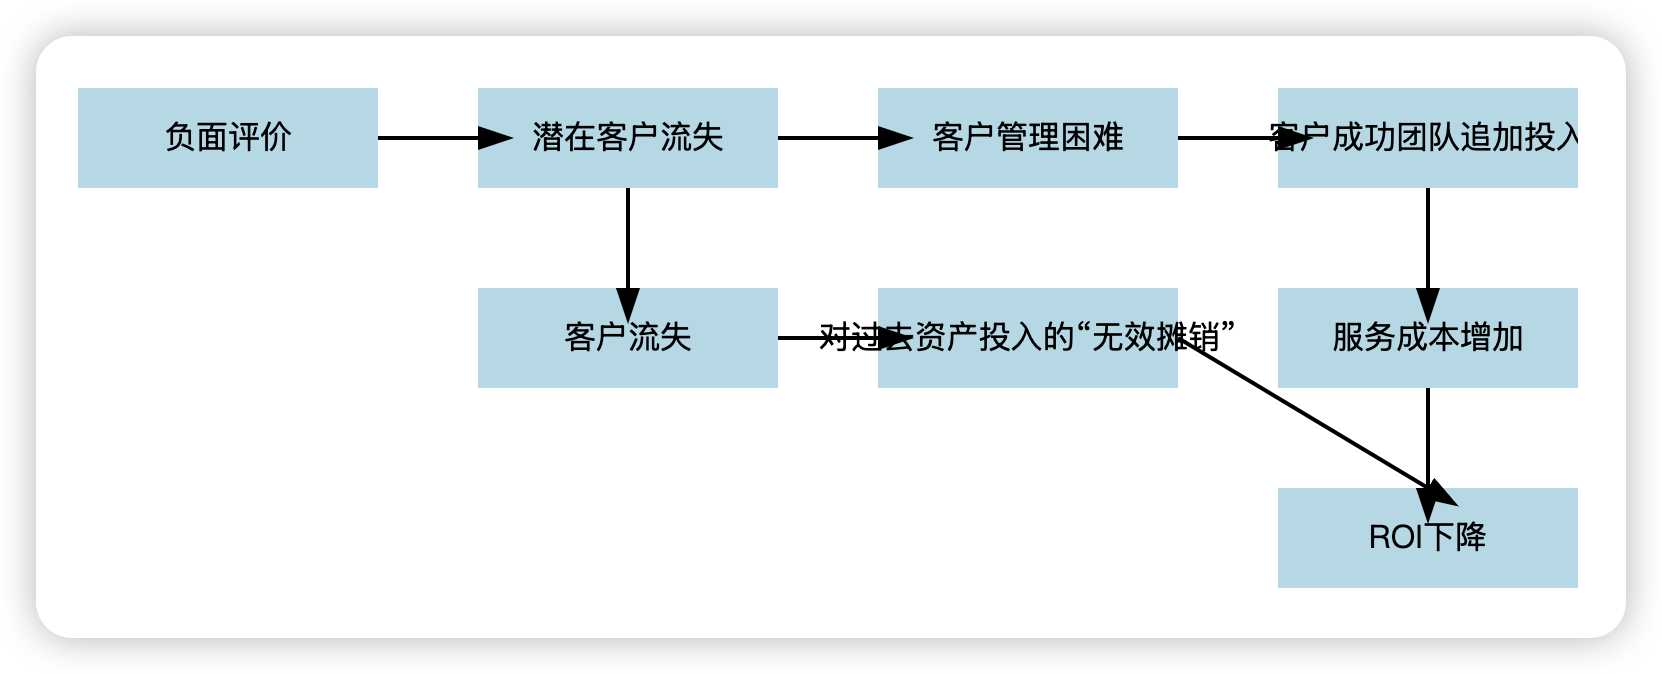 负面评价
潜在客户流失
客户管理困难
客户成功团队追加投入
客户流失
对过去资产投入的“无效摊销”
服务成本增加
ROI下降